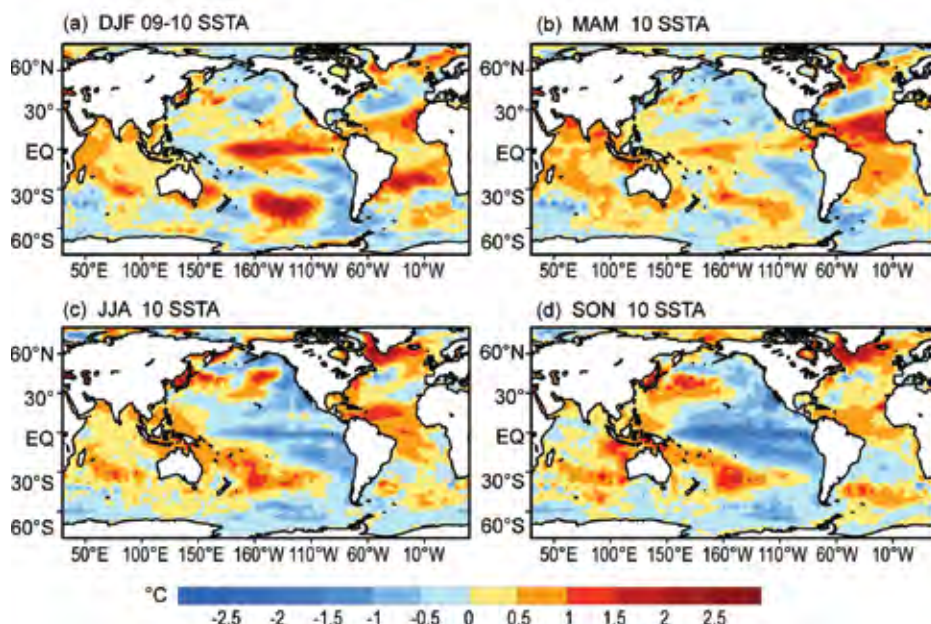 (a) DJF 09-10 SSTA
(b) MAM 10 SSTA
60°N
30°
EQ
30°S
60°S
50°E 100°E 150°E 160°W 110°W 60°W 10°W
60°N
30°
EQ
30°S
60°S
50°E 100°E 150°E 160°W 110°W 60°W 10°W
(c) JJA 10 SSTA
(d) SON 10 SSTA
60°N
30°
EQ
30°S
60°S
50°E 100°E 150°E 160°W 110°W 60°W 10°W
60°N
30°
EQ
30°S
60°S
50°E 100°E 150°E 160°W 110°W 60°W 10°W
°C
-2.5 -2 -1.5 -1 -0.5 0 0.5 1 1.5 2 2.5